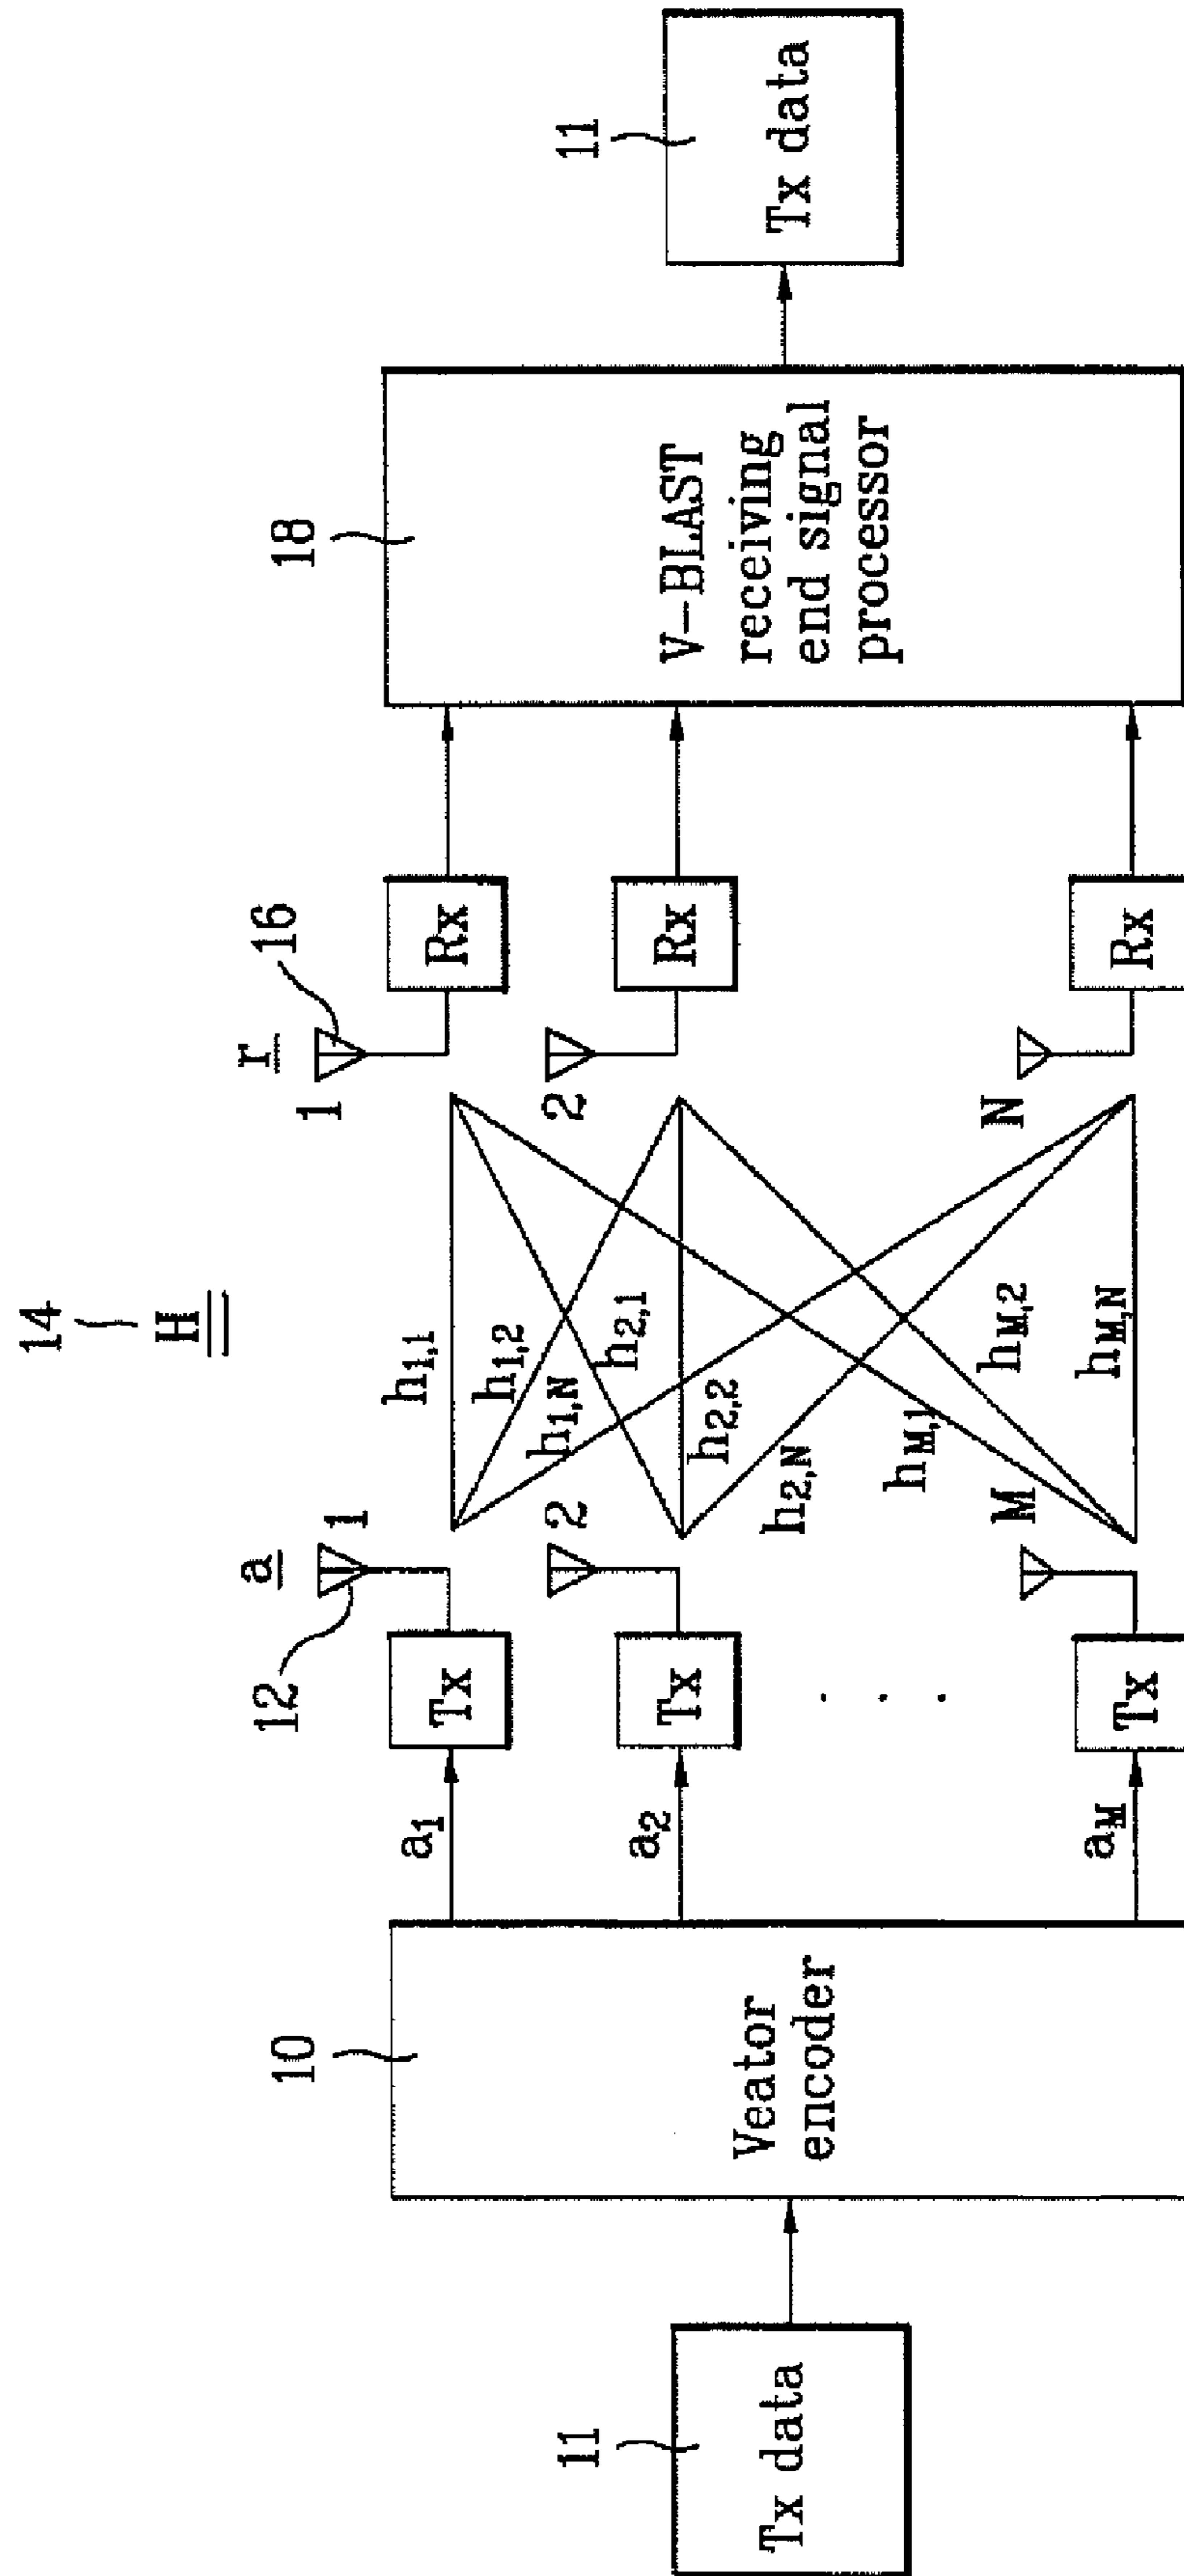 14
H
11
Tx data
10
Veator
encoder
a1
a2
aM
Tx
Tx
Tx
. . .
12
a
1
2
M
h1,1
h1,2
h1,N
h2,1
h2,2
h2,N
hM,1
hM,2
hM,N
r
1
2
N
16
Rx
Rx
Rx
18
V-BLAST
receiving
end signal
processor
11
Tx data